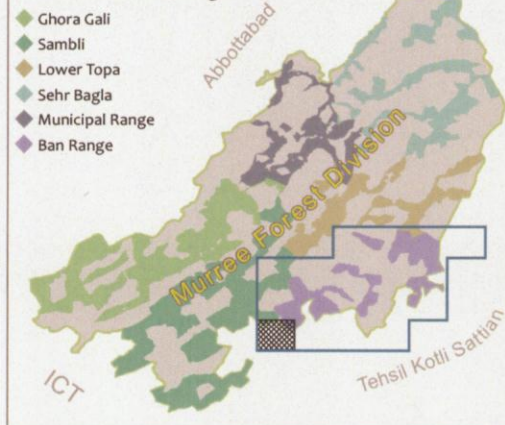 Ghora Gali
Sambli
Lower Topa
Sehr Bagla
Municipal Range
Ban Range
Abbottabad
Murree Forest Division
ICT
Tehsil Kotli Sattian